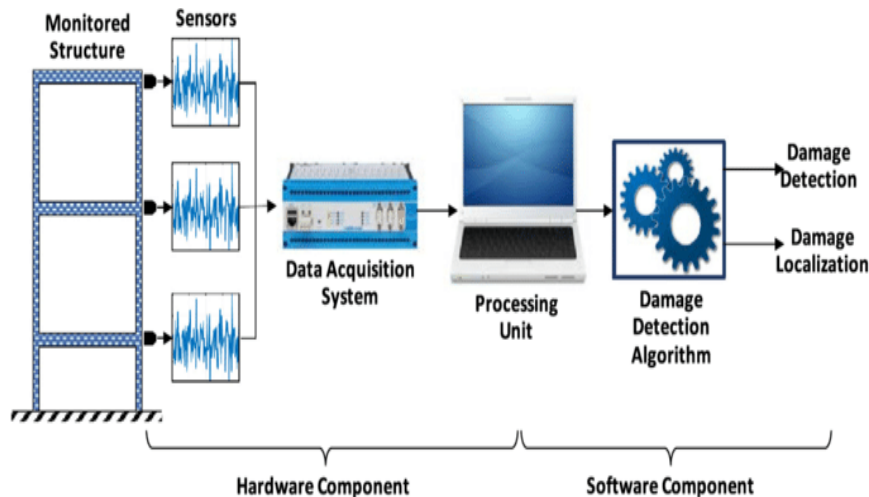 Monitored
Structure
Sensors
Data Acquisition
System
Processing
Unit
Damage
Detection
Algorithm
Damage
Detection
Damage
Localization
Hardware Component
Software Component